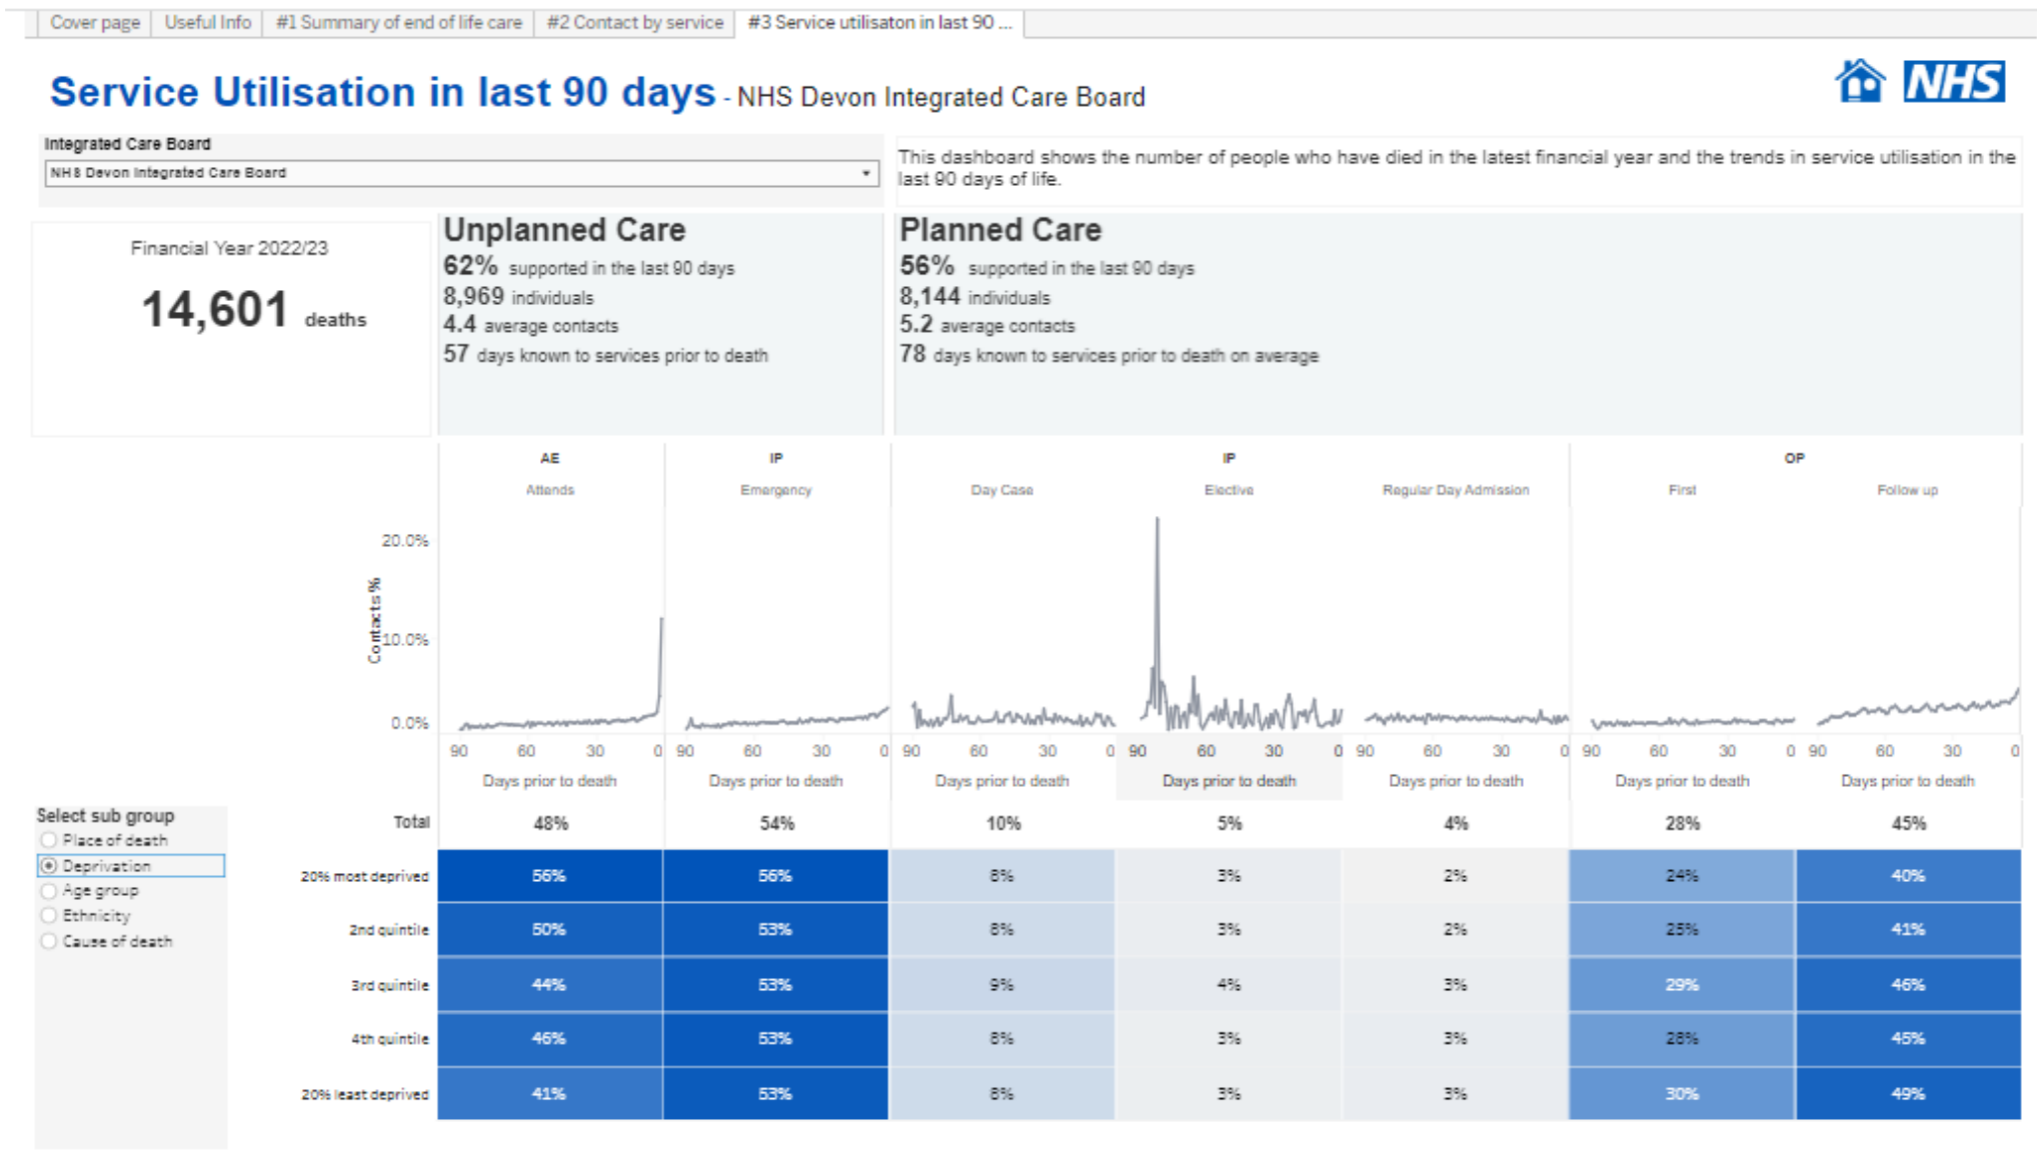 Cover page Useful Info #1 Summary of end of life care #2 Contact by service #3 Service utilisaton in last 90 ...
Service Utilisation in last 90 days - NHS Devon Integrated Care Board
NHS
Integrated Care Board
NHS Devon Integrated Care Board
This dashboard shows the number of people who have died in the latest financial year and the trends in service utilisation in the
last 90 days of life.
Financial Year 2022/23
14,601 deaths
Unplanned Care
62% supported in the last 90 days
8,969 individuals
4.4 average contacts
57 days known to services prior to death
Planned Care
56% supported in the last 90 days
8,144 individuals
5.2 average contacts
78 days known to services prior to death on average
AE IP IP OP
Attends Emergency Day Case Elective Regular Day Admission First Follow up
Contacts %
20.0%
10.0%
0.0%
90 60 30 0 90 60 30 0 90 60 30 0 90 60 30 0 90 60 30 0 90 60 30 0 90 60 30 0
Days prior to death Days prior to death Days prior to death Days prior to death Days prior to death Days prior to death Days prior to death
Select sub group
Place of death
Deprivation
Age group
Ethnicity
Cause of death
Total 48% 54% 10% 5% 4% 28% 45%
20% most deprived 56% 56% 8% 3% 2% 24% 40%
2nd quintile 50% 53% 8% 3% 2% 25% 41%
3rd quintile 44% 53% 9% 4% 3% 29% 46%
4th quintile 46% 53% 8% 3% 3% 28% 45%
20% least deprived 41% 53% 8% 3% 3% 30% 49%